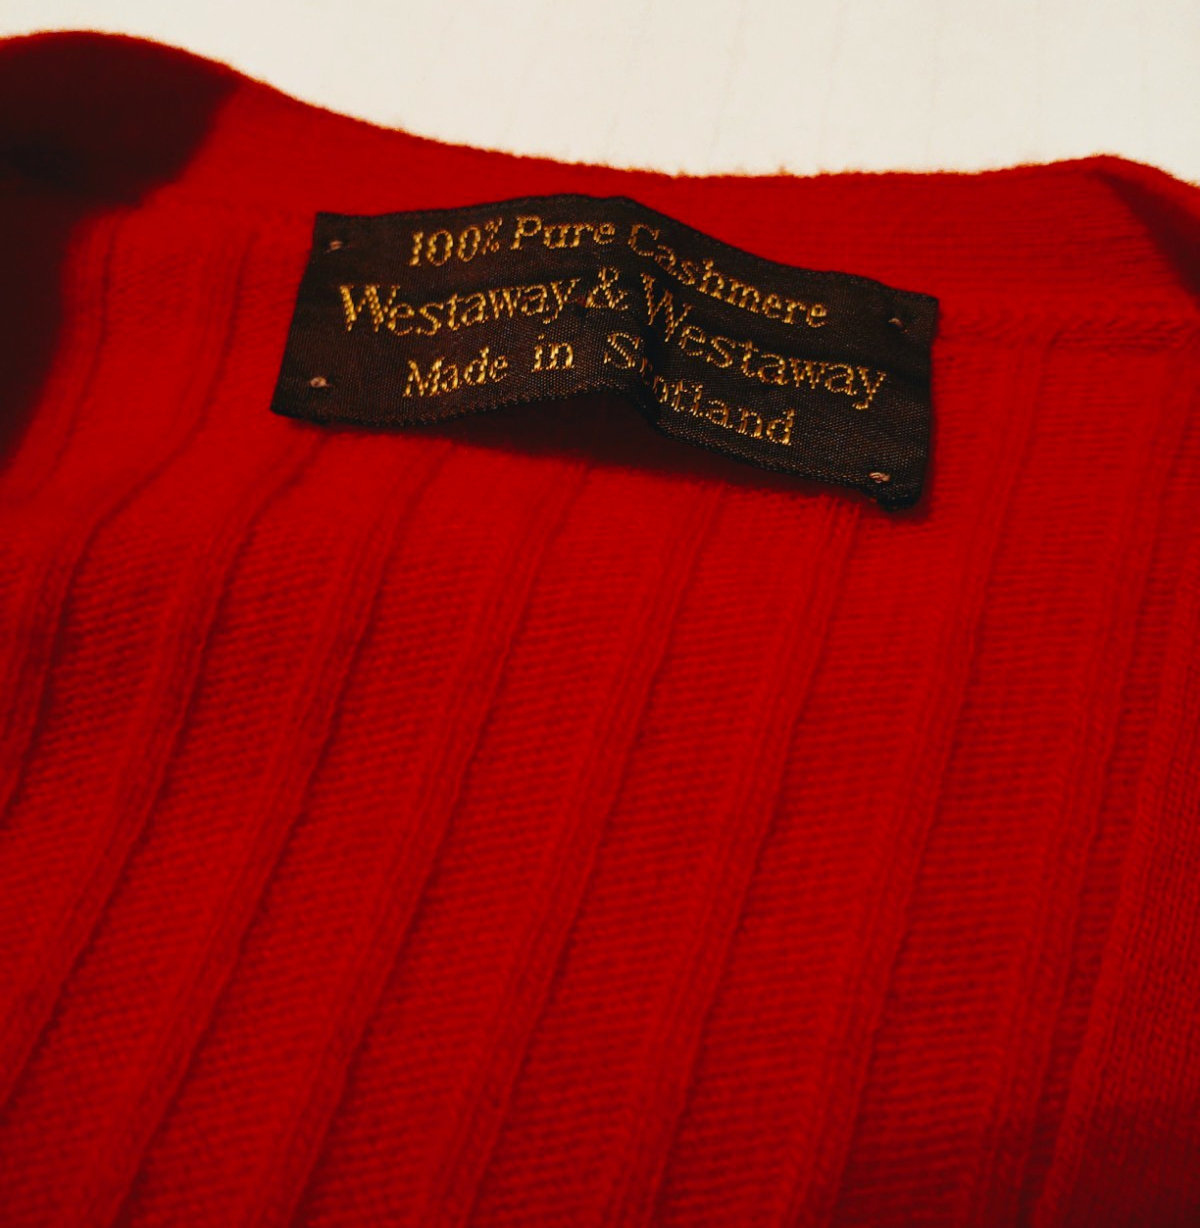 100% Pure Cashmere
Westaway & Westaway
Made in Scotland